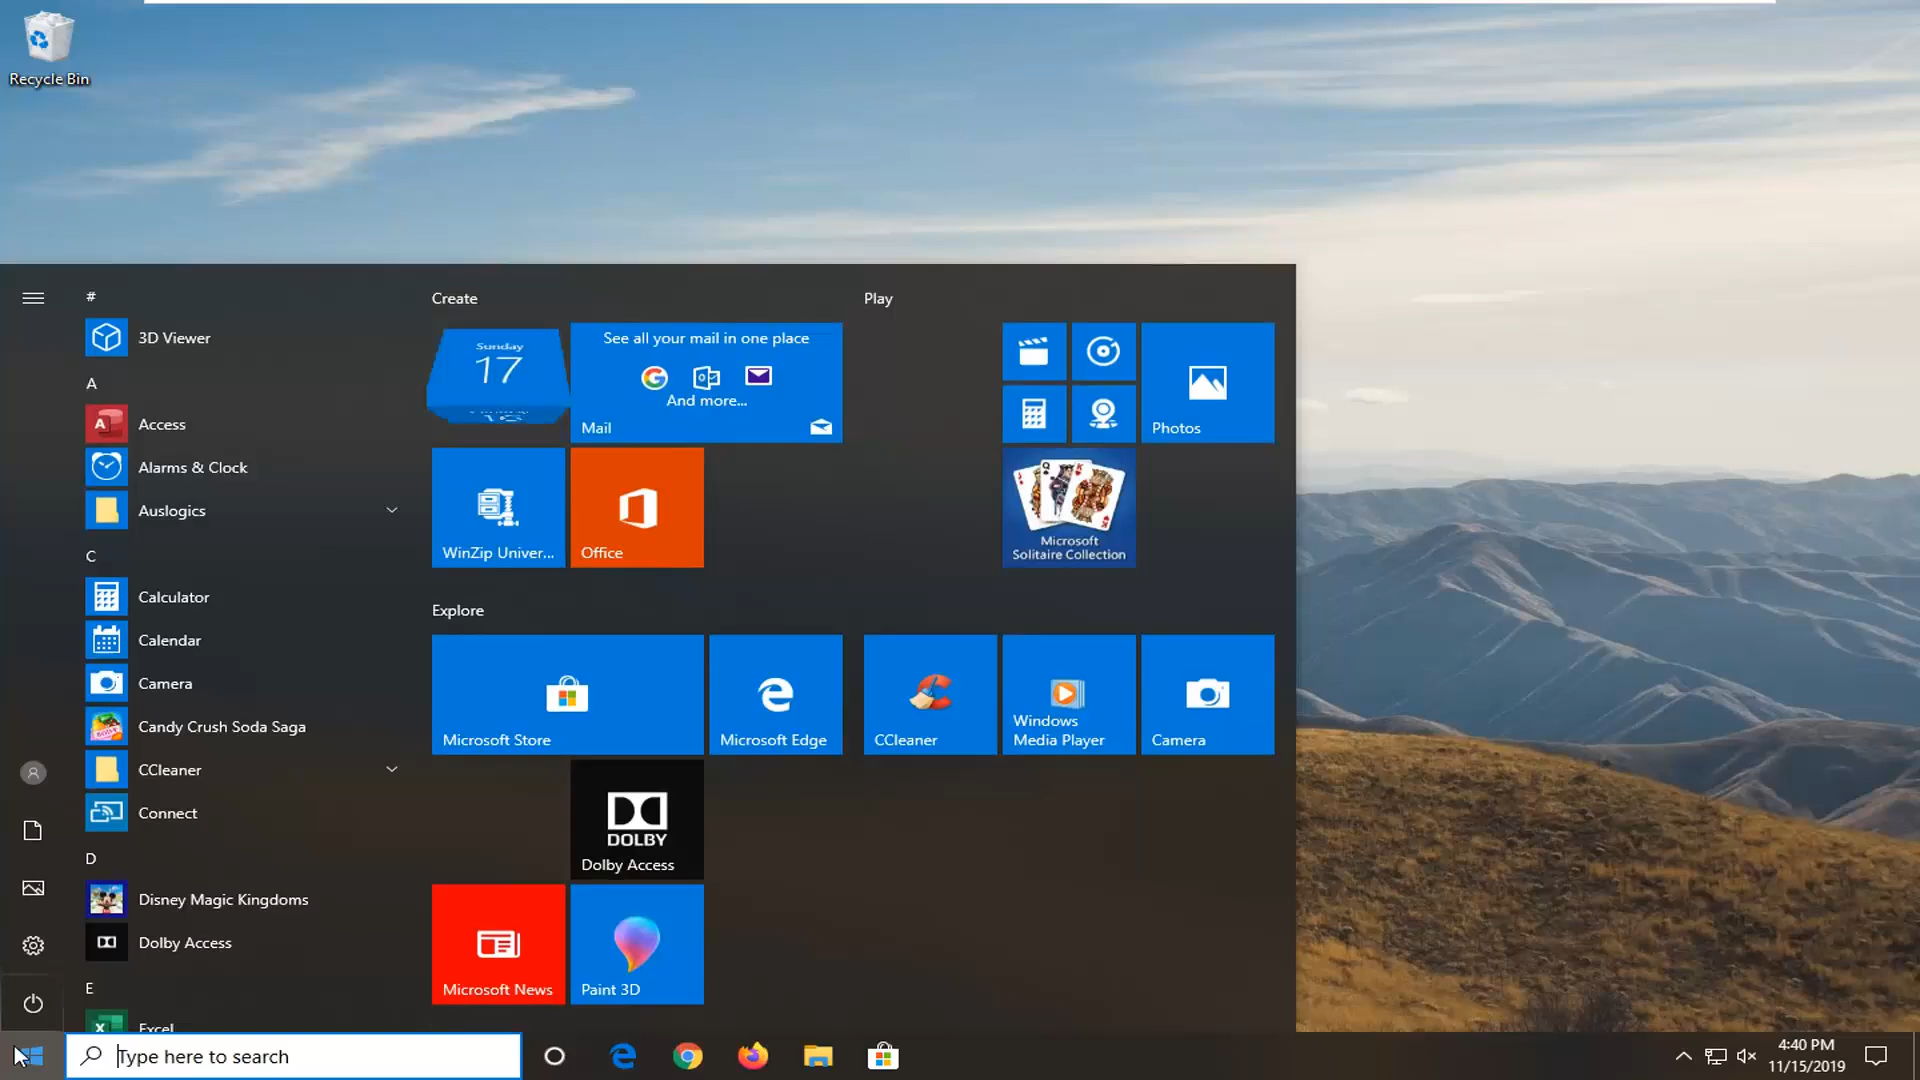 Recycle Bin
#
3D Viewer
A
Access
Alarms & Clock
Auslogics
C
Calculator
Calendar
Camera
Candy Crush Soda Saga
CCleaner
Connect
D
Disney Magic Kingdoms
Dolby Access
E
Excel
Create
Sunday
17
See all your mail in one place
And more...
Mail
WinZip Univer...
Office
Explore
Microsoft Store
Microsoft Edge
DOLBY
Dolby Access
Microsoft News
Paint 3D
Play
Photos
Microsoft
Solitaire Collection
CCleaner
Windows
Media Player
Camera
Type here to search
4:40 PM
11/15/2019